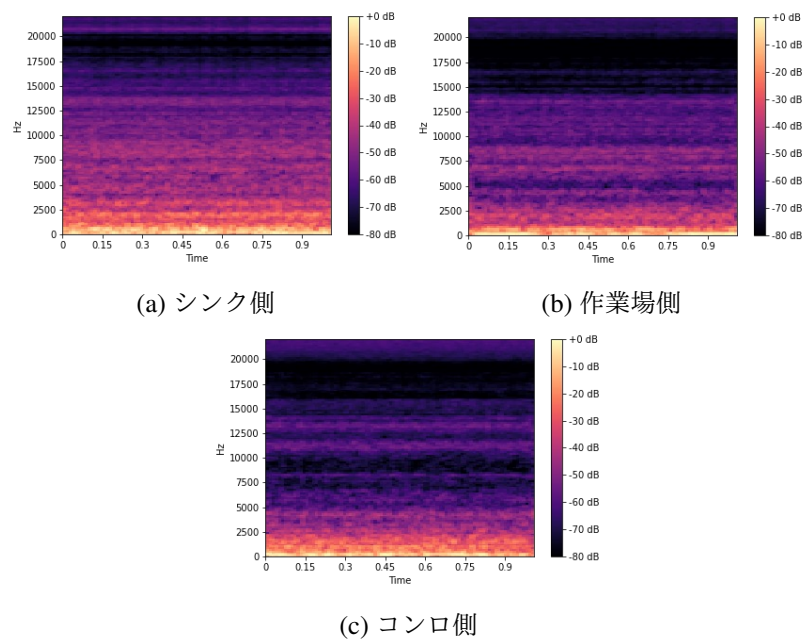 20000
17500
15000
12500
10000
7500
5000
2500
0
Hz
0 0.15 0.3 0.45 0.6 0.75 0.9
Time
+0 dB
-10 dB
-20 dB
-30 dB
-40 dB
-50 dB
-60 dB
-70 dB
-80 dB
(a) シンク側
20000
17500
15000
12500
10000
7500
5000
2500
0
Hz
0 0.15 0.3 0.45 0.6 0.75 0.9
Time
+0 dB
-10 dB
-20 dB
-30 dB
-40 dB
-50 dB
-60 dB
-70 dB
-80 dB
(b) 作業場側
20000
17500
15000
12500
10000
7500
5000
2500
0
Hz
0 0.15 0.3 0.45 0.6 0.75 0.9
Time
+0 dB
-10 dB
-20 dB
-30 dB
-40 dB
-50 dB
-60 dB
-70 dB
-80 dB
(c) コンロ側